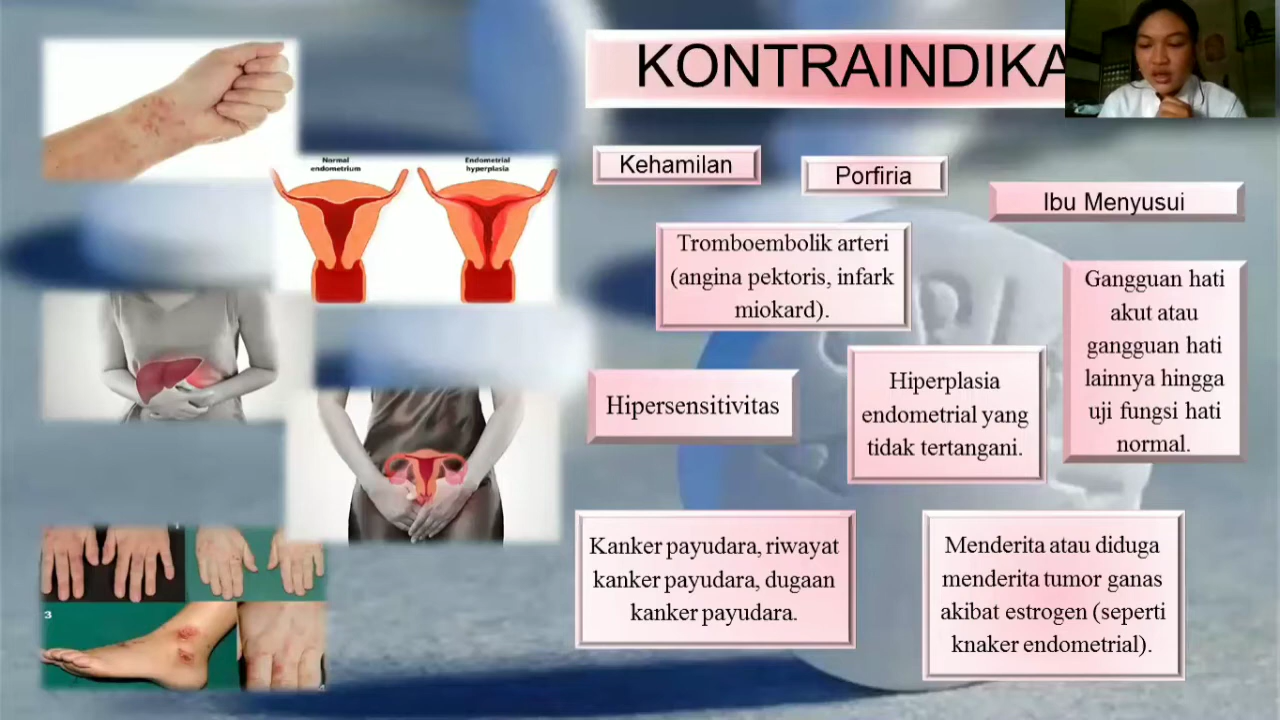 KONTRAINDIKA
Normal
endometrium
Endometrial
hyperplasia
Kehamilan
Porfiria
Ibu Menyusui
Tromboembolik arteri
(angina pektoris, infark
miokard).
Gangguan hati
akut atau
gangguan hati
lainnya hingga
uji fungsi hati
normal.
Hipersensitivitas
Hiperplasia
endometrial yang
tidak tertangani.
Kanker payudara, riwayat
kanker payudara, dugaan
kanker payudara.
Menderita atau diduga
menderita tumor ganas
akibat estrogen (seperti
knaker endometrial).
3